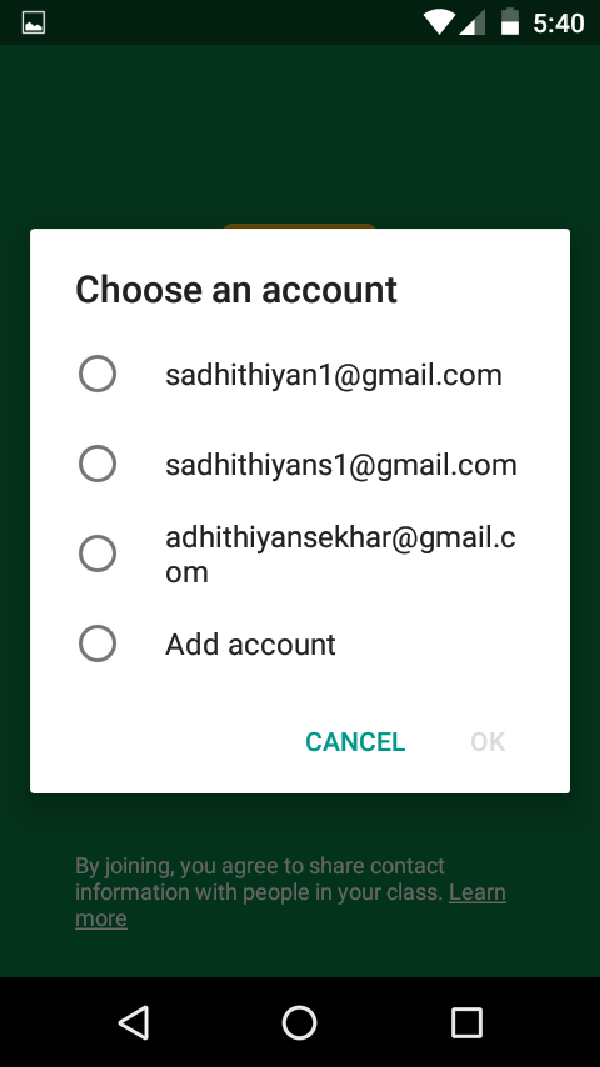 5:40
Choose an account
sadhithiyan1@gmail.com
sadhithiyans1@gmail.com
adhithiyansekhar@gmail.c
om
Add account
CANCEL OK
By joining, you agree to share contact
information with people in your class. Learn
more